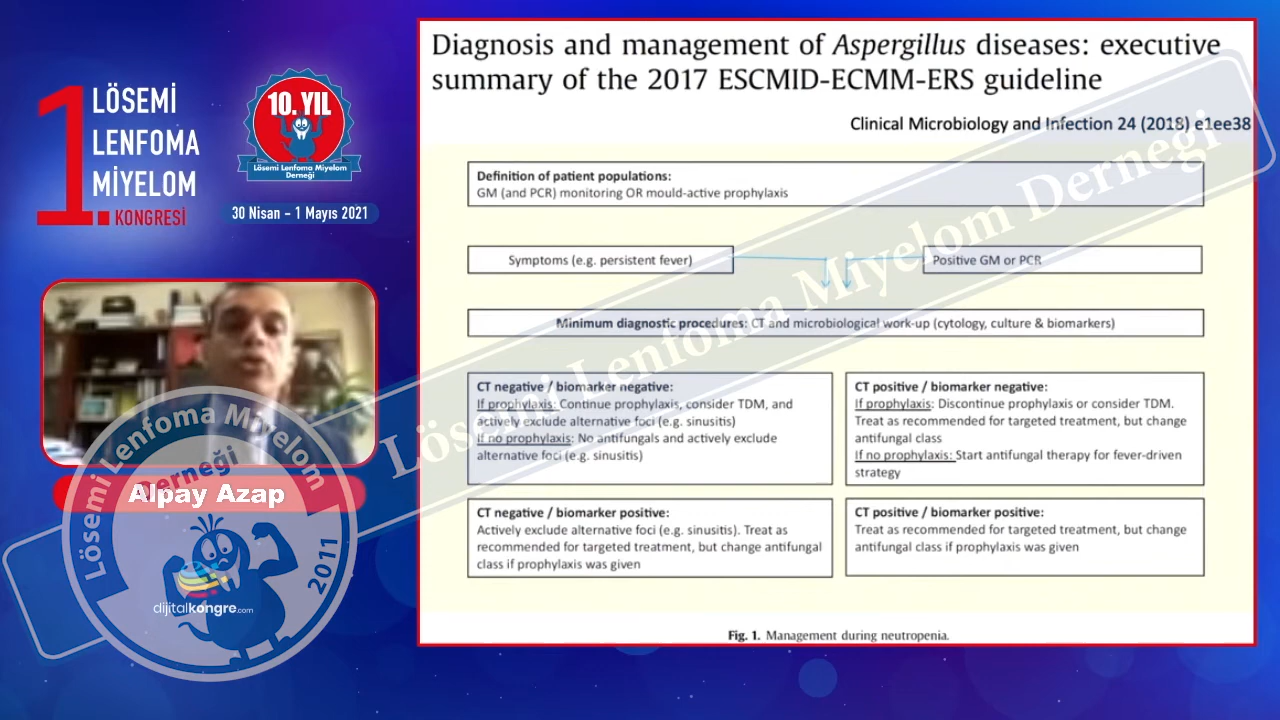 1.
LÖSEMİ
LENFOMA
MİYELOM
KONGRESİ
10. YIL
Lösemi Lenfoma Miyelom
Derneği
30 Nisan – 1 Mayıs 2021
Alpay Azap
Lösemi Lenfoma Miyelom
Derneği
2011
dijitalkongre.com
Diagnosis and management of Aspergillus diseases: executive
summary of the 2017 ESCMID-ECMM-ERS guideline
Clinical Microbiology and Infection 24 (2018) e1ee38
Definition of patient populations:
GM (and PCR) monitoring OR mould-active prophylaxis
Symptoms (e.g. persistent fever)
Positive GM or PCR
Minimum diagnostic procedures: CT and microbiological work-up (cytology, culture & biomarkers)
CT negative / biomarker negative:
If prophylaxis: Continue prophylaxis, consider TDM, and
actively exclude alternative foci (e.g. sinusitis)
If no prophylaxis: No antifungals and actively exclude
alternative foci (e.g. sinusitis)
CT positive / biomarker negative:
If prophylaxis: Discontinue prophylaxis or consider TDM.
Treat as recommended for targeted treatment, but change
antifungal class
If no prophylaxis: Start antifungal therapy for fever-driven
strategy
CT negative / biomarker positive:
Actively exclude alternative foci (e.g. sinusitis). Treat as
recommended for targeted treatment, but change antifungal
class if prophylaxis was given
CT positive / biomarker positive:
Treat as recommended for targeted treatment, but change
antifungal class if prophylaxis was given
Fig. 1. Management during neutropenia.
Lösemi Lenfoma Miyelom Dernegi